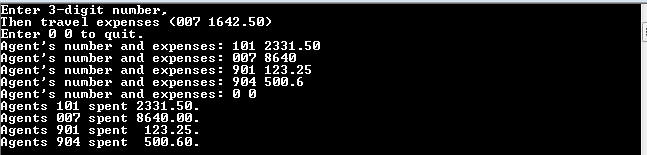 Enter 3-digit number,
Then travel expenses (007 1642.50)
Enter 0 0 to quit.
Agent's number and expenses: 101 2331.50
Agent's number and expenses: 007 8640
Agent's number and expenses: 901 123.25
Agent's number and expenses: 904 500.6
Agent's number and expenses: 0 0
Agents 101 spent 2331.50.
Agents 007 spent 8640.00.
Agents 901 spent  123.25.
Agents 904 spent  500.60.